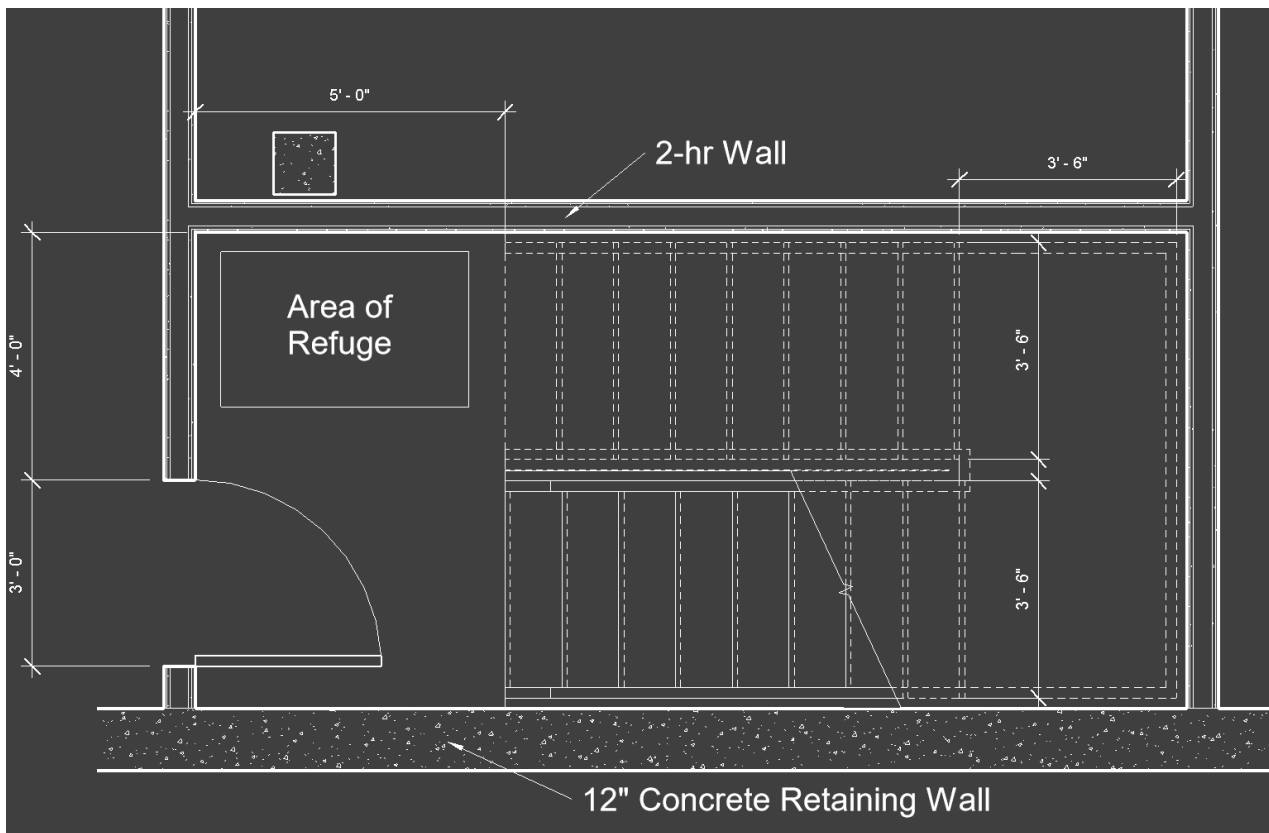 5' - 0"
2-hr Wall
3' - 6"
Area of
Refuge
4' - 0"
3' - 6"
3' - 0"
3' - 6"
12" Concrete Retaining Wall